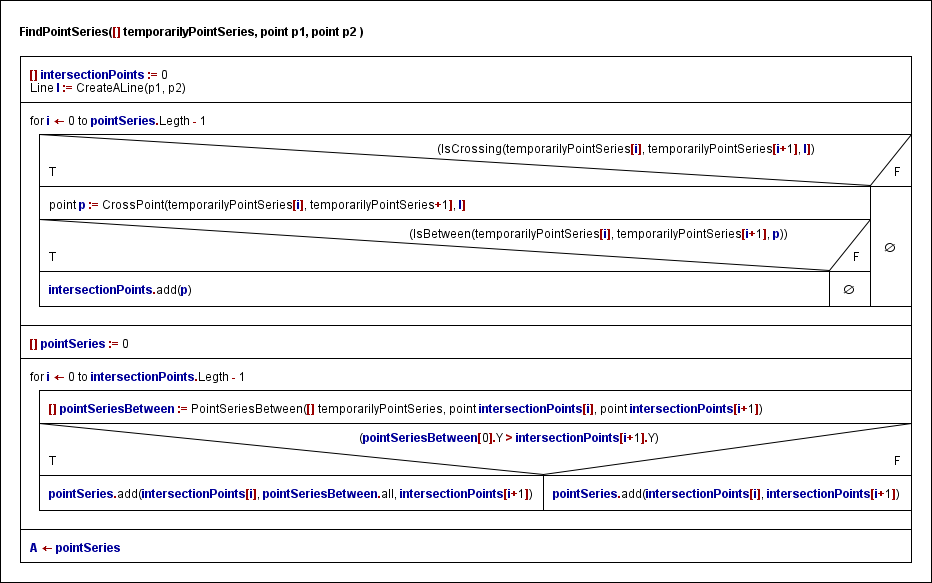 FindPointSeries([] temporarilyPointSeries, point p1, point p2 )
[] intersectionPoints := 0
Line l := CreateALine(p1, p2)
for i ← 0 to pointSeries.Legth - 1
(IsCrossing(temporarilyPointSeries[i], temporarilyPointSeries[i+1], l])
T
F
point p := CrossPoint(temporarilyPointSeries[i], temporarilyPointSeries+1], l]
(IsBetween(temporarilyPointSeries[i], temporarilyPointSeries[i+1], p))
T
F
∅
intersectionPoints.add(p)
∅
[] pointSeries := 0
for i ← 0 to intersectionPoints.Legth - 1
[] pointSeriesBetween := PointSeriesBetween([] temporarilyPointSeries, point intersectionPoints[i], point intersectionPoints[i+1])
(pointSeriesBetween[0].Y > intersectionPoints[i+1].Y)
T
F
pointSeries.add(intersectionPoints[i], pointSeriesBetween.all, intersectionPoints[i+1])
pointSeries.add(intersectionPoints[i], intersectionPoints[i+1])
A ← pointSeries